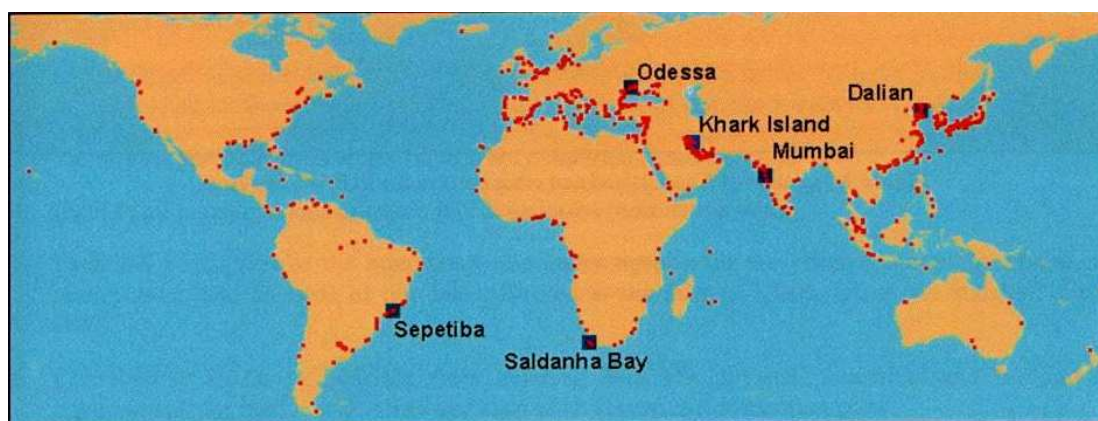 Odessa
Dalian
Khark Island
Mumbai
Sepetiba
Saldanha Bay